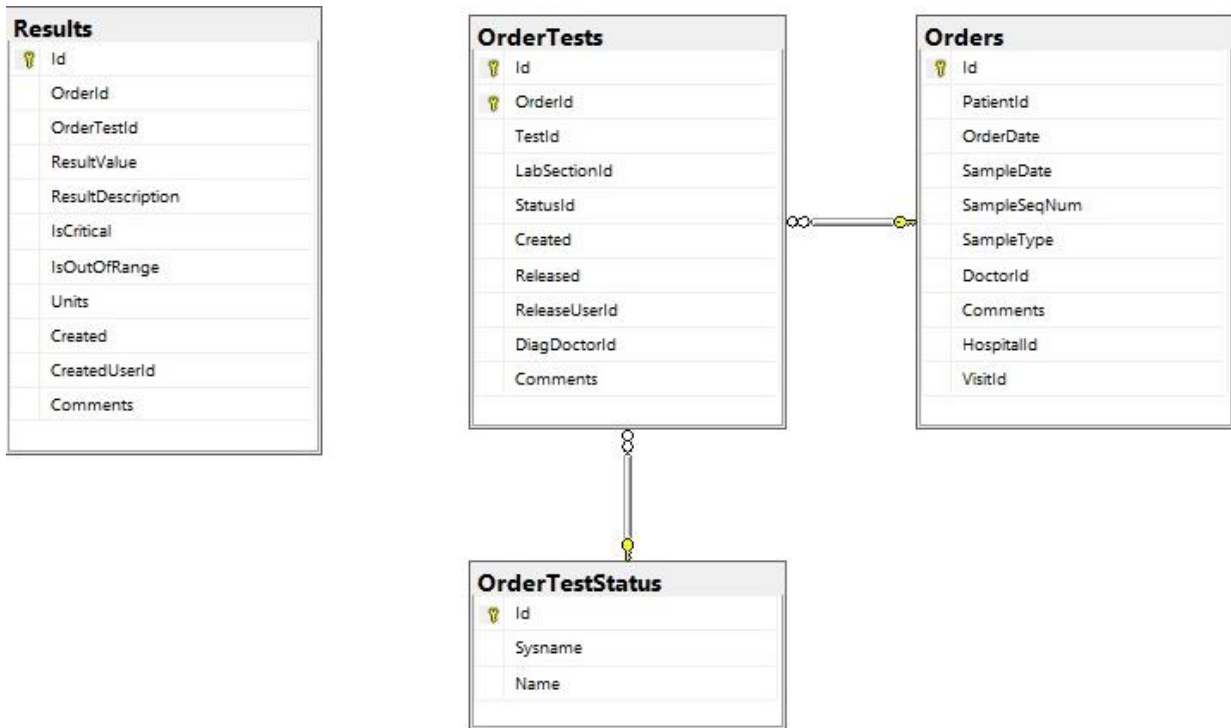 Results
Id
OrderId
OrderTestId
ResultValue
ResultDescription
IsCritical
IsOutOfRange
Units
Created
CreatedUserId
Comments
OrderTests
Id
OrderId
TestId
LabSectionId
StatusId
Created
Released
ReleaseUserId
DiagDoctorId
Comments
Orders
Id
PatientId
OrderDate
SampleDate
SampleSeqNum
SampleType
DoctorId
Comments
HospitalId
VisitId
OrderTestStatus
Id
Sysname
Name